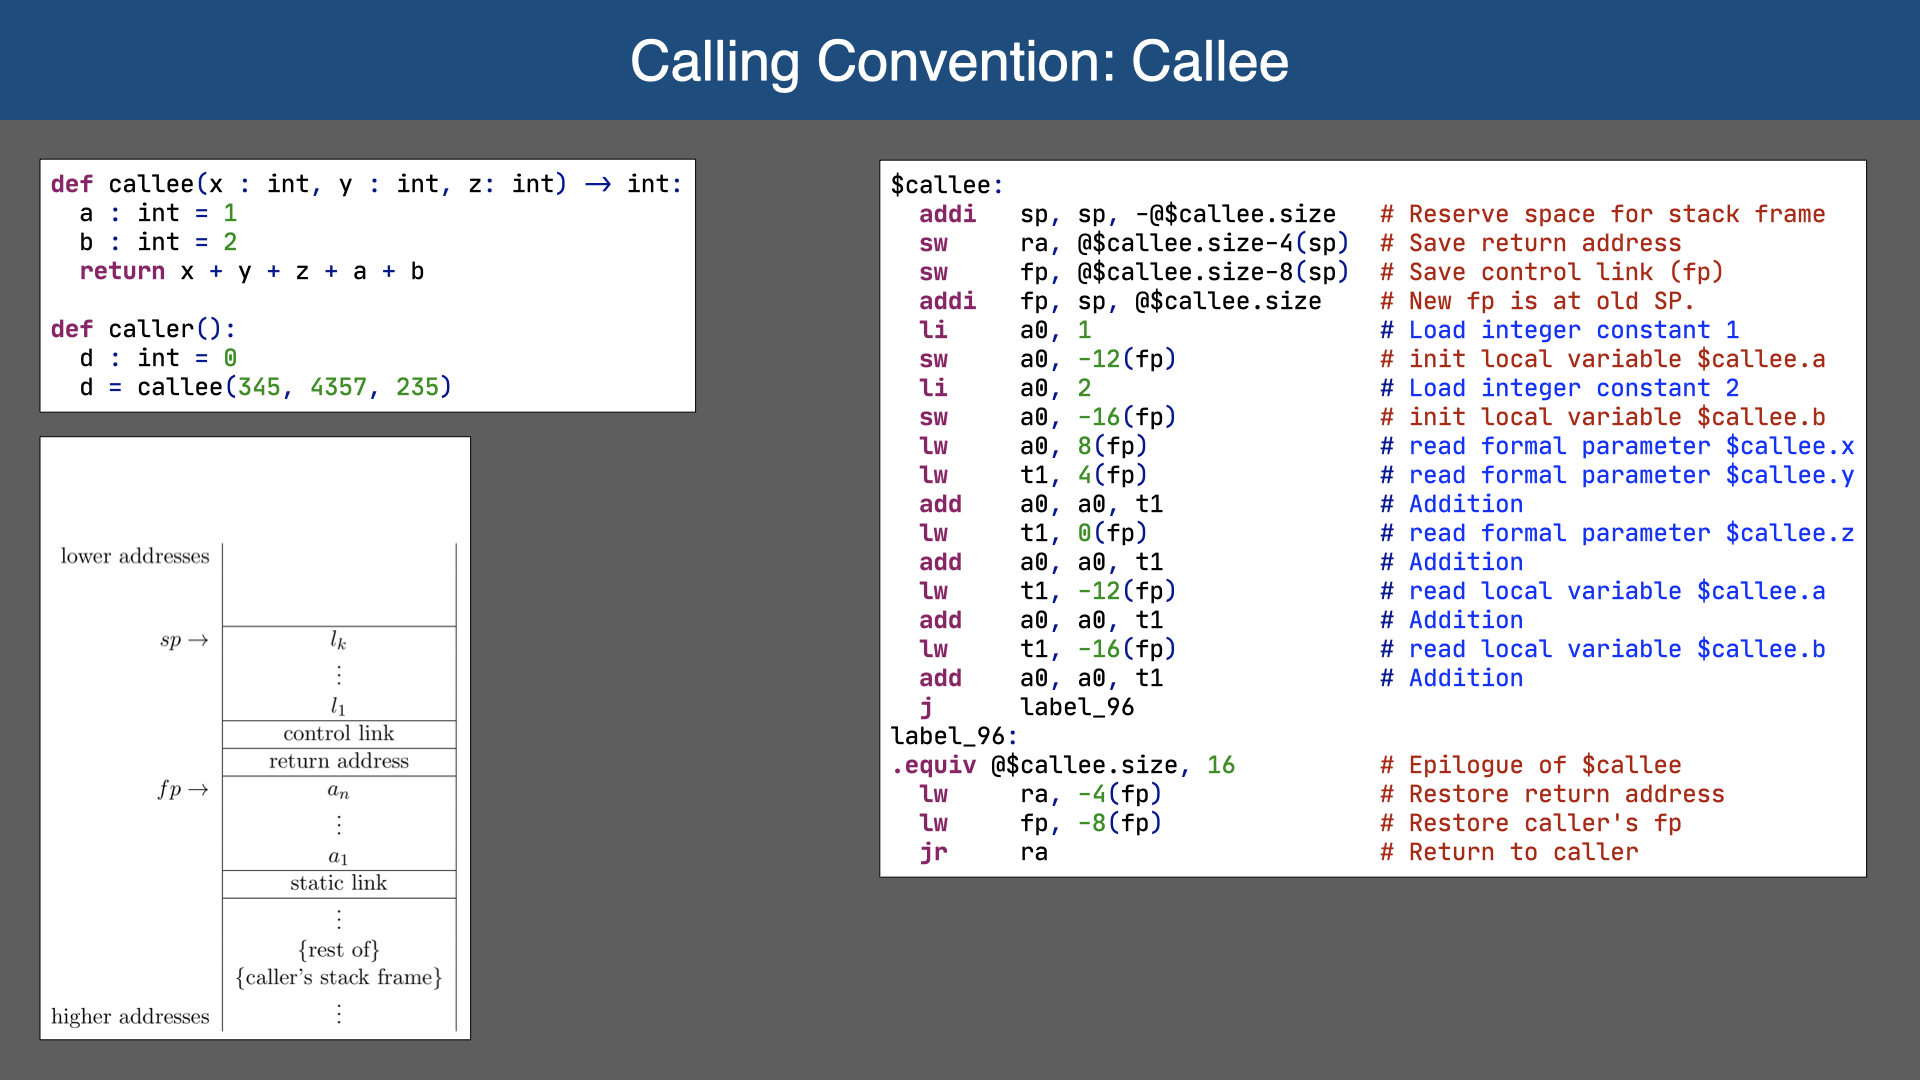 Calling Convention: Callee
def callee(x : int, y : int, z: int) → int:
  a : int = 1
  b : int = 2
  return x + y + z + a + b
def caller():
  d : int = 0
  d = callee(345, 4357, 235)
lower addresses
sp → lk
⋮
l1
control link
return address
fp → an
⋮
a1
static link
⋮
{rest of}
{caller's stack frame}
higher addresses ⋮
$callee:
  addi   sp, sp, -@$callee.size   # Reserve space for stack frame
  sw     ra, @$callee.size-4(sp)  # Save return address
  sw     fp, @$callee.size-8(sp)  # Save control link (fp)
  addi   fp, sp, @$callee.size    # New fp is at old SP.
  li     a0, 1                    # Load integer constant 1
  sw     a0, -12(fp)              # init local variable $callee.a
  li     a0, 2                    # Load integer constant 2
  sw     a0, -16(fp)              # init local variable $callee.b
  lw     a0, 8(fp)                # read formal parameter $callee.x
  lw     t1, 4(fp)                # read formal parameter $callee.y
  add    a0, a0, t1               # Addition
  lw     t1, 0(fp)                # read formal parameter $callee.z
  add    a0, a0, t1               # Addition
  lw     t1, -12(fp)              # read local variable $callee.a
  add    a0, a0, t1               # Addition
  lw     t1, -16(fp)              # read local variable $callee.b
  add    a0, a0, t1               # Addition
  j      label_96
label_96:
.equiv @$callee.size, 16          # Epilogue of $callee
  lw     ra, -4(fp)               # Restore return address
  lw     fp, -8(fp)               # Restore caller's fp
  jr     ra                       # Return to caller